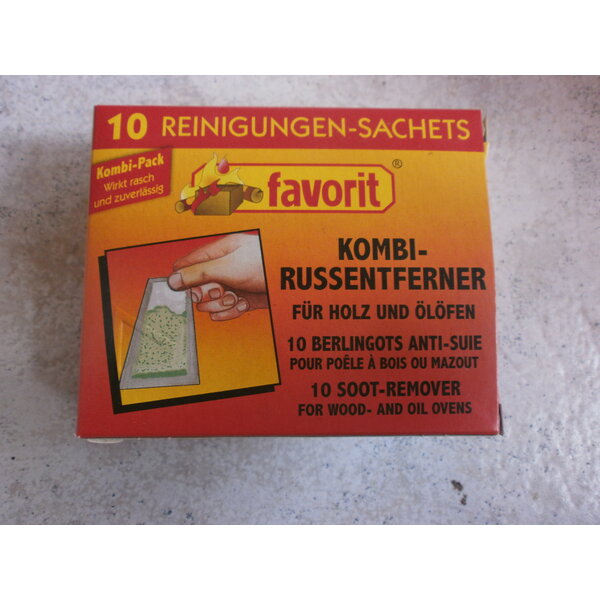 10 REINIGUNGEN-SACHETS
Kombi-Pack
Wirkt rasch
und zuverlässig
favorit®
KOMBI-
RUSSENTFERNER
FÜR HOLZ UND ÖLÖFEN
10 BERLINGOTS ANTI-SUIE
POUR POÊLE À BOIS OU MAZOUT
10 SOOT-REMOVER
FOR WOOD- AND OIL OVENS